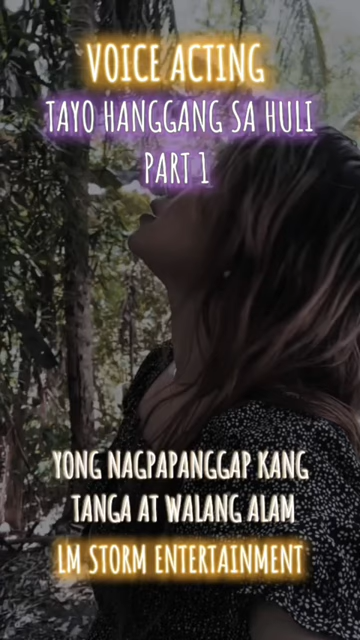 VOICE ACTING
TAYO HANGGANG SA HULI
PART 1
YONG NAGPAPANGGAP KANG
TANGA AT WALANG ALAM
LM STORM ENTERTAINMENT